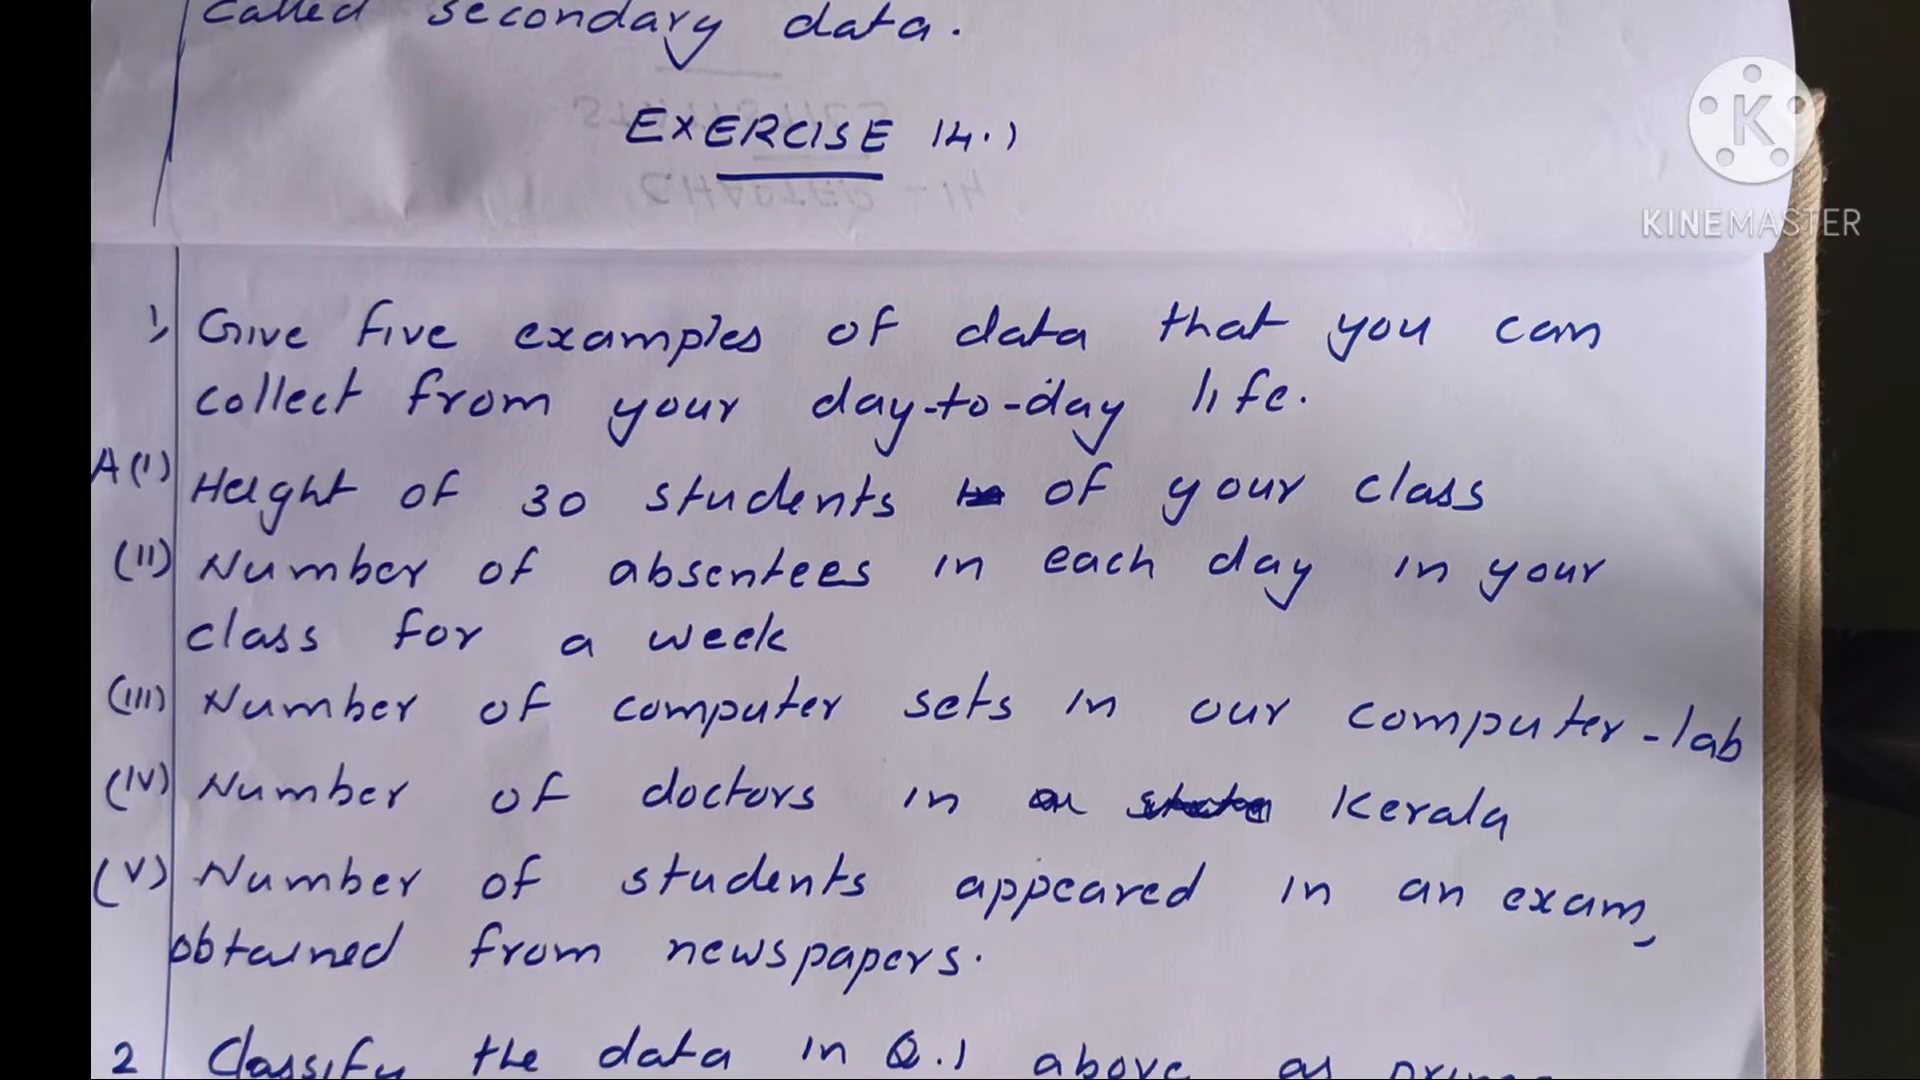 called secondary data.
EXERCISE 14.1
KINEMASTER
1, Give five examples of data that you can
collect from your day-to-day life.
A(i) Height of 30 students of your class
(ii) Number of absentees in each day in your
class for a week
(iii) Number of computer sets in our computer-lab
(iv) Number of doctors in Kerala
(v) Number of students appeared in an exam,
obtained from newspapers.
2 Classify the data in Q.1 above as